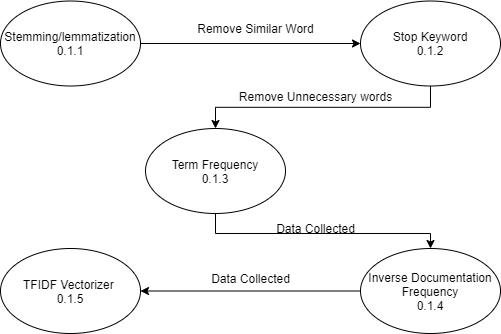 Stemming/lemmatization
0.1.1
Remove Similar Word
Stop Keyword
0.1.2
Remove Unnecessary words
Term Frequency
0.1.3
Data Collected
Inverse Documentation
Frequency
0.1.4
Data Collected
TFIDF Vectorizer
0.1.5